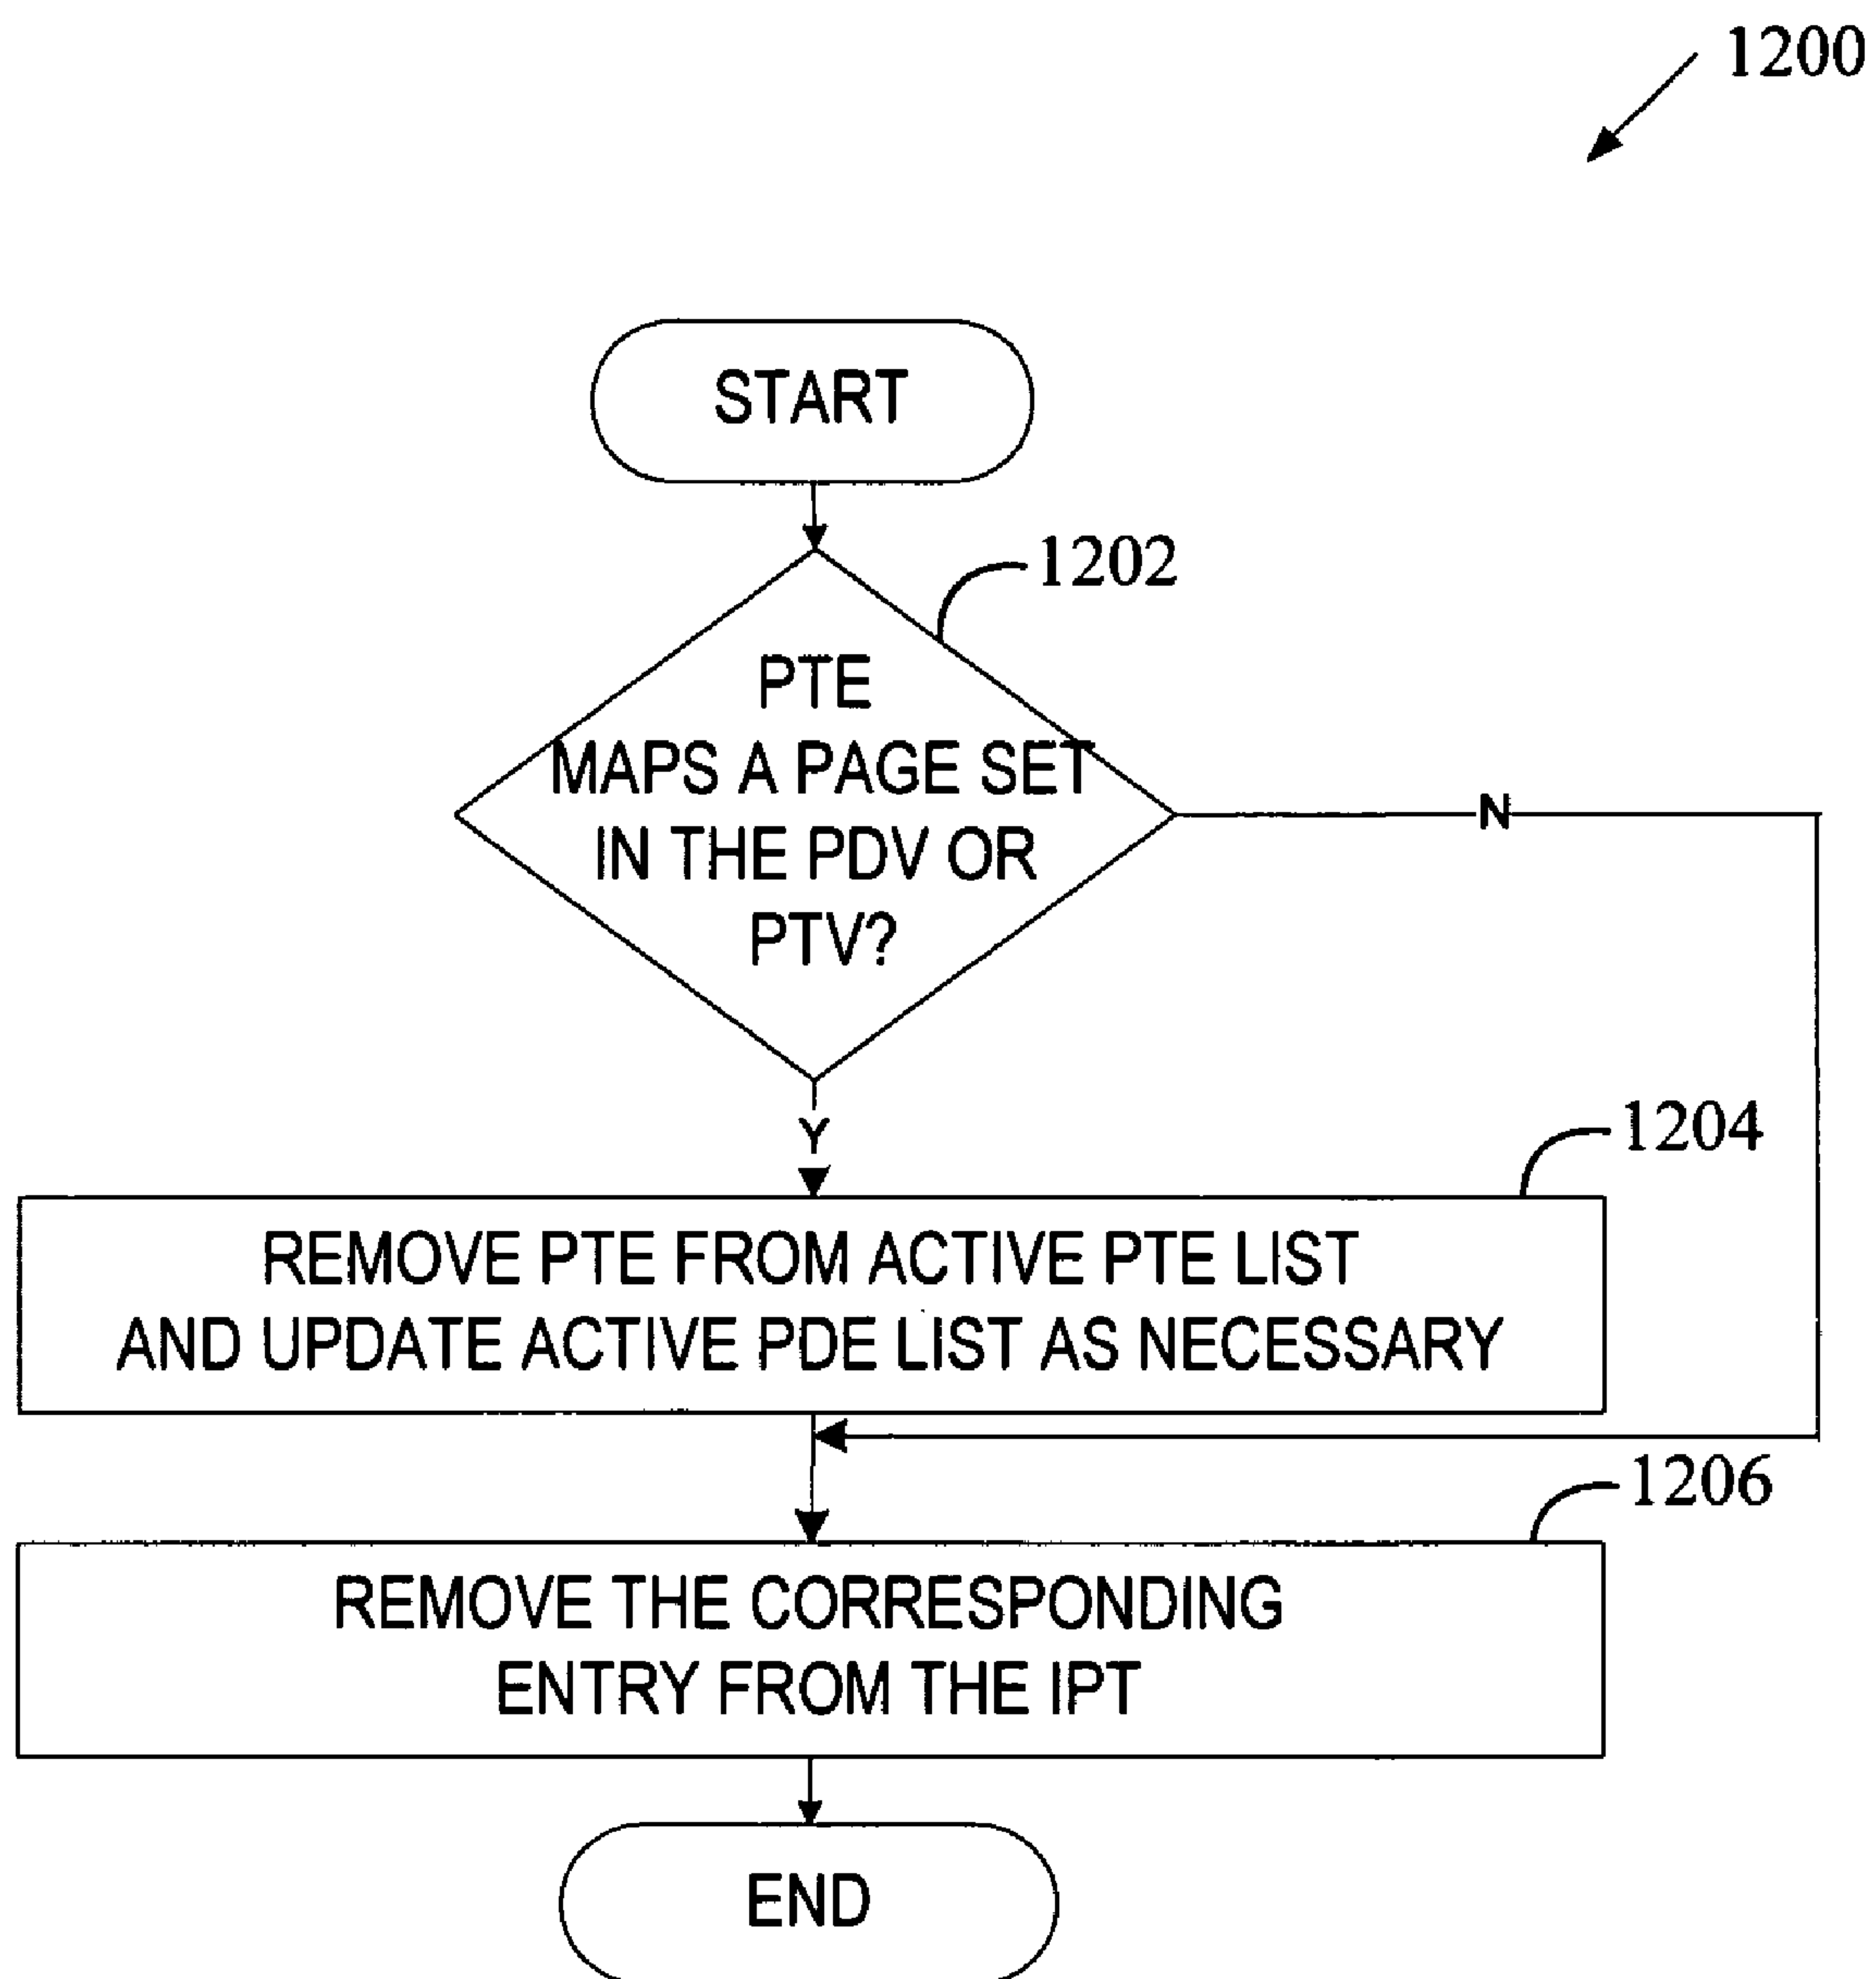 1200
START
1202
PTE
MAPS A PAGE SET
IN THE PDV OR
PTV?
N
Y
1204
REMOVE PTE FROM ACTIVE PTE LIST
AND UPDATE ACTIVE PDE LIST AS NECESSARY
1206
REMOVE THE CORRESPONDING
ENTRY FROM THE IPT
END